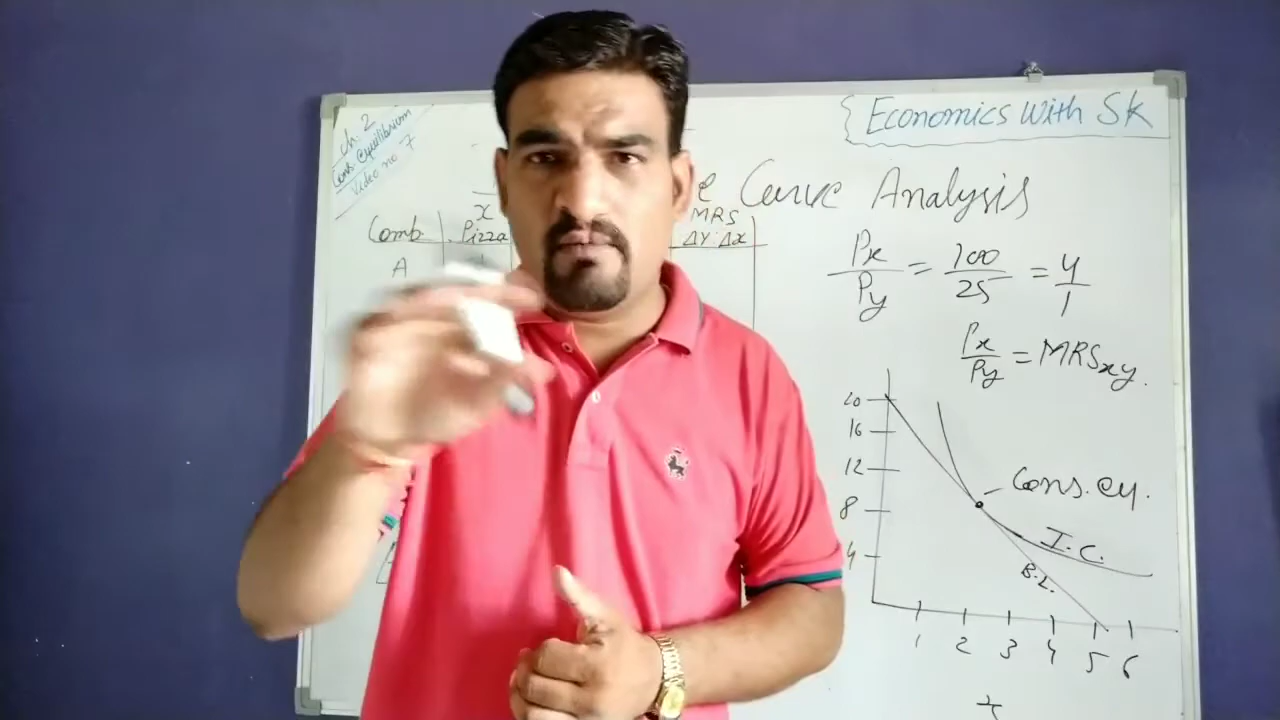 Ch. 2
Cons. Equilibrium
Video no 7
Economics With Sk
e Curve Analysis
Comb
x
Pizza
MRS
ΔY:Δx
A
Px/Py = 100/25 = 4/1
Px/Py = MRSxy.
20
16
12
8
4
Cons. eq.
I.C.
B.L.
1 2 3 4 5 6